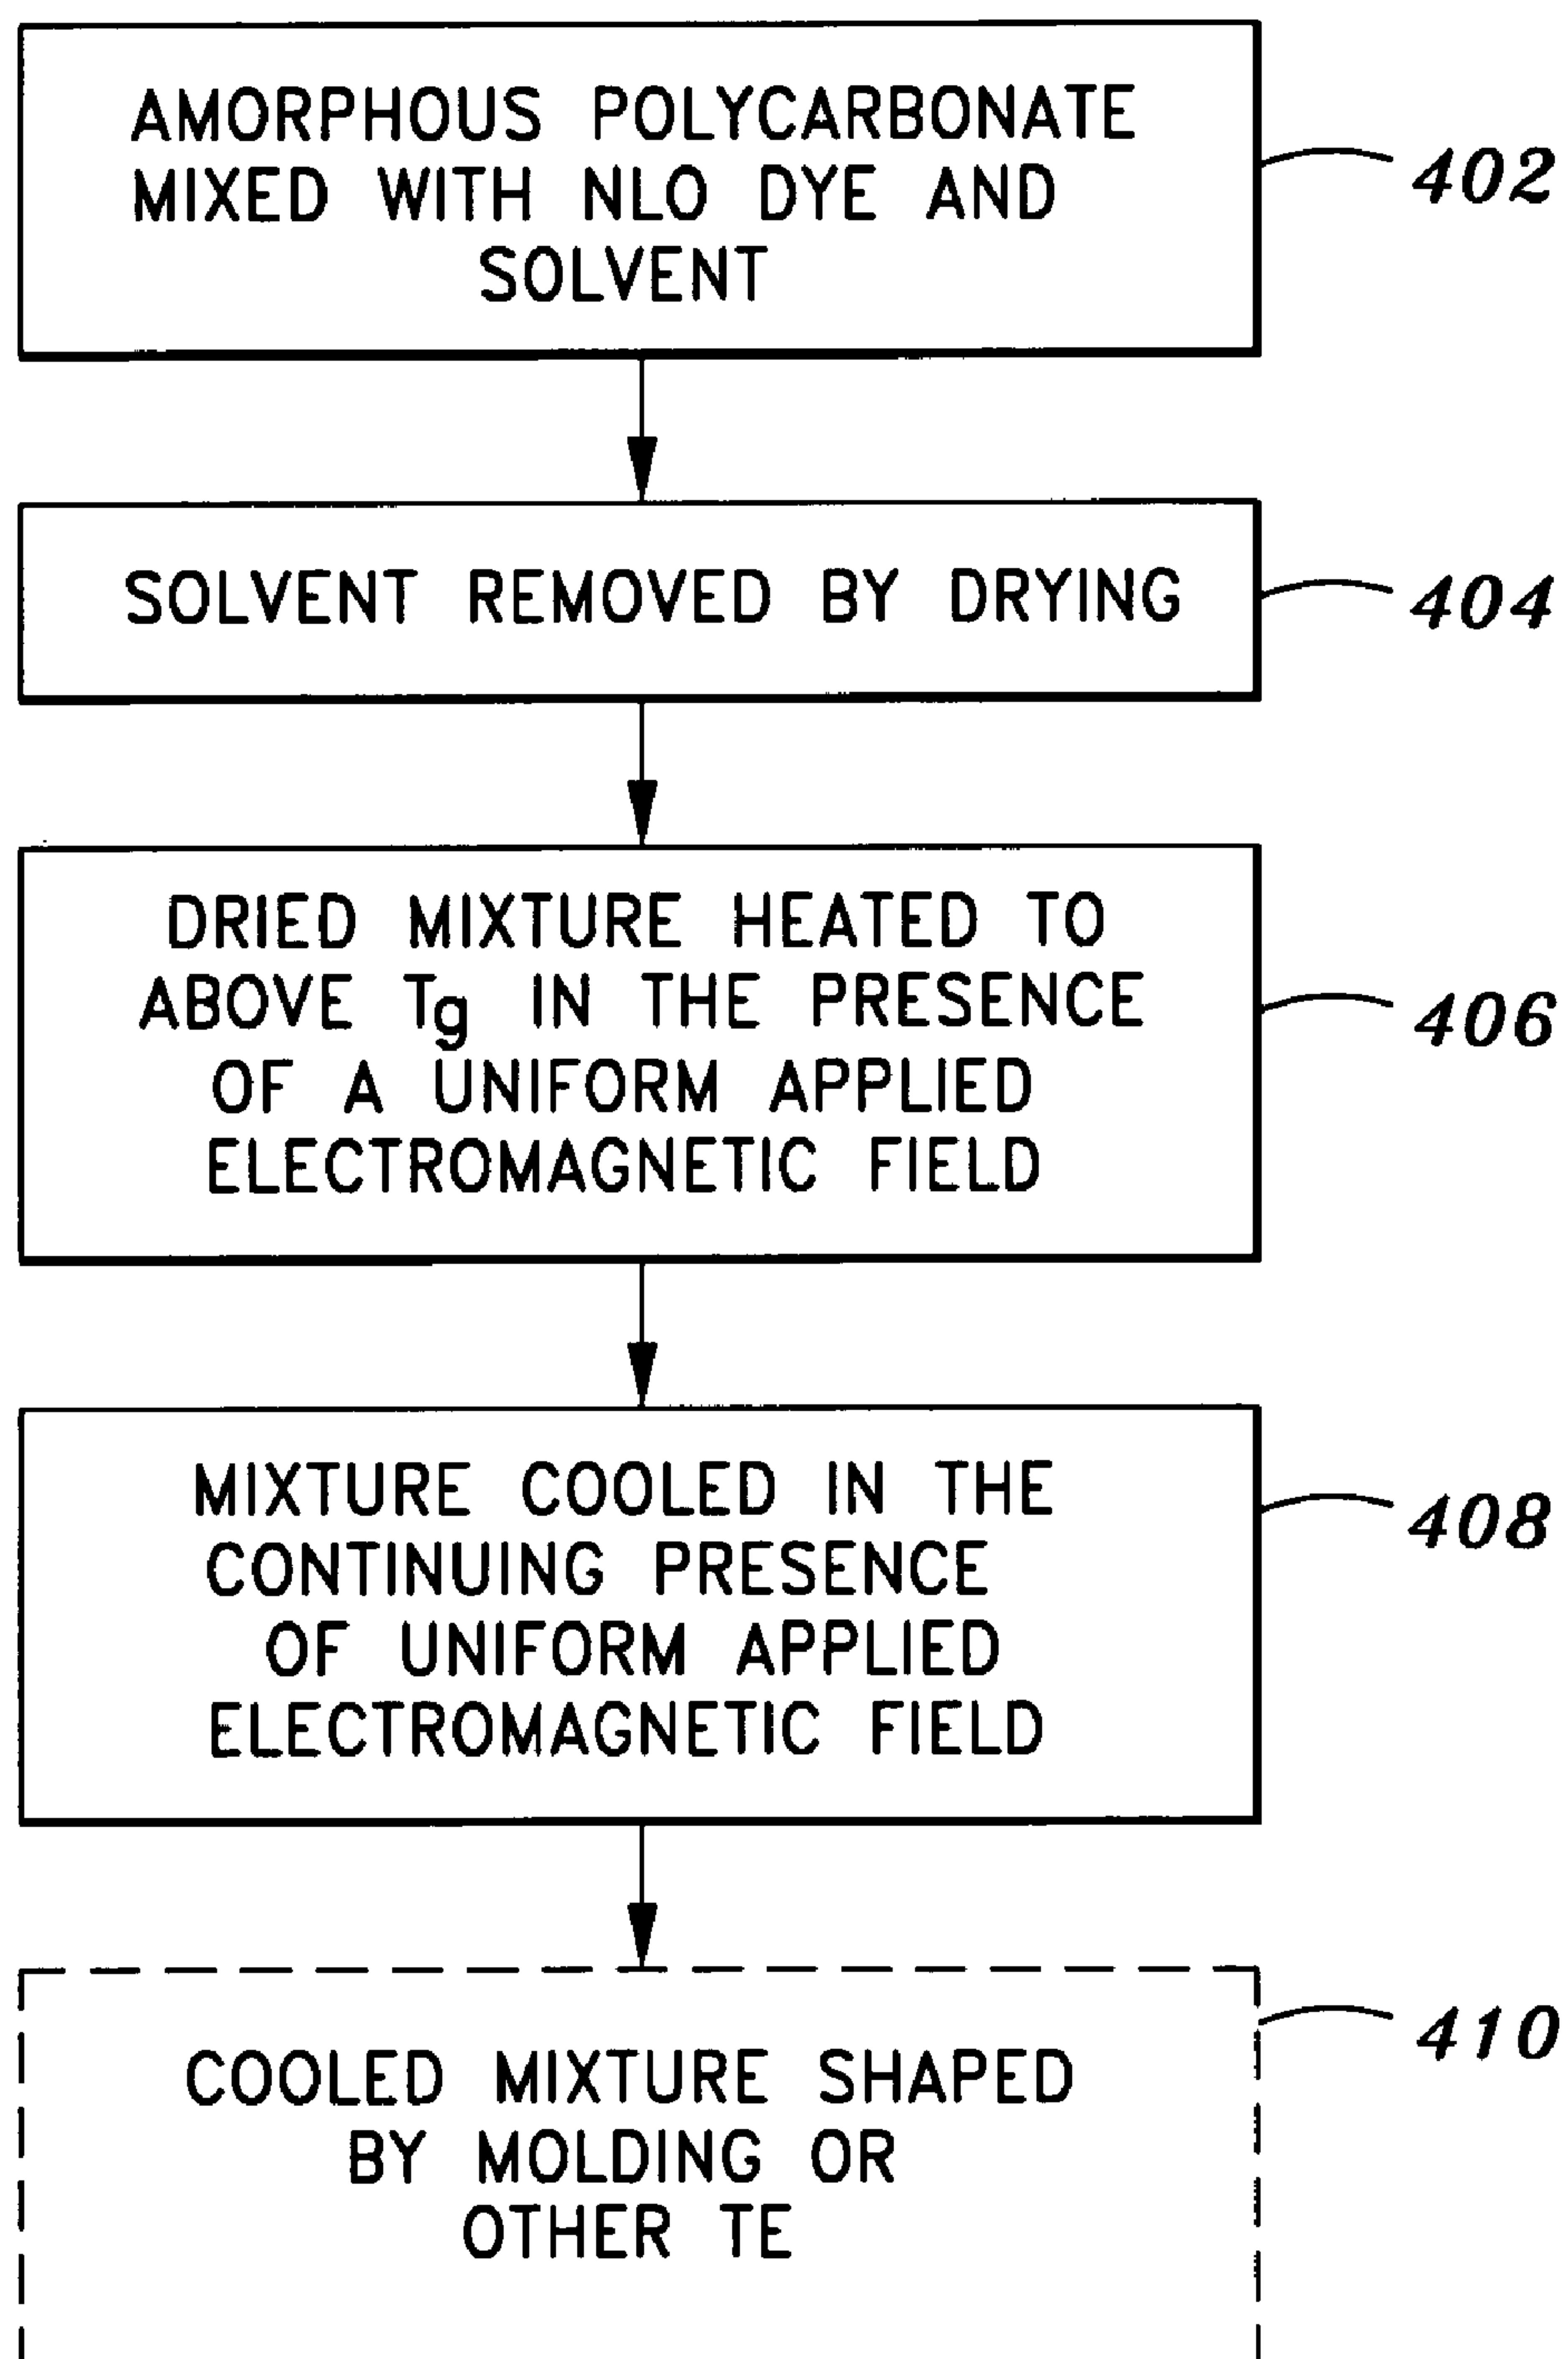 AMORPHOUS POLYCARBONATE
MIXED WITH NLO DYE AND
SOLVENT
402
SOLVENT REMOVED BY DRYING
404
DRIED MIXTURE HEATED TO
ABOVE Tg IN THE PRESENCE
OF A UNIFORM APPLIED
ELECTROMAGNETIC FIELD
406
MIXTURE COOLED IN THE
CONTINUING PRESENCE
OF UNIFORM APPLIED
ELECTROMAGNETIC FIELD
408
COOLED MIXTURE SHAPED
BY MOLDING OR
OTHER TE
410